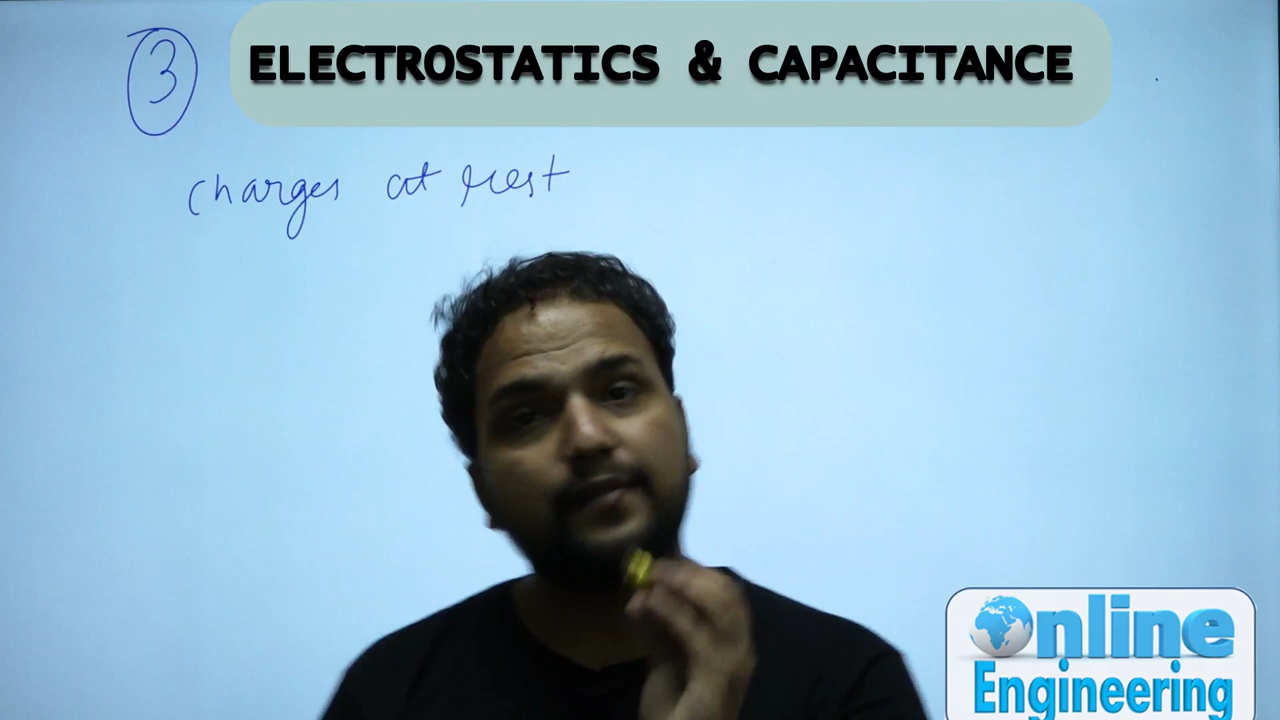 3
ELECTROSTATICS & CAPACITANCE
charges at rest
Online
Engineering